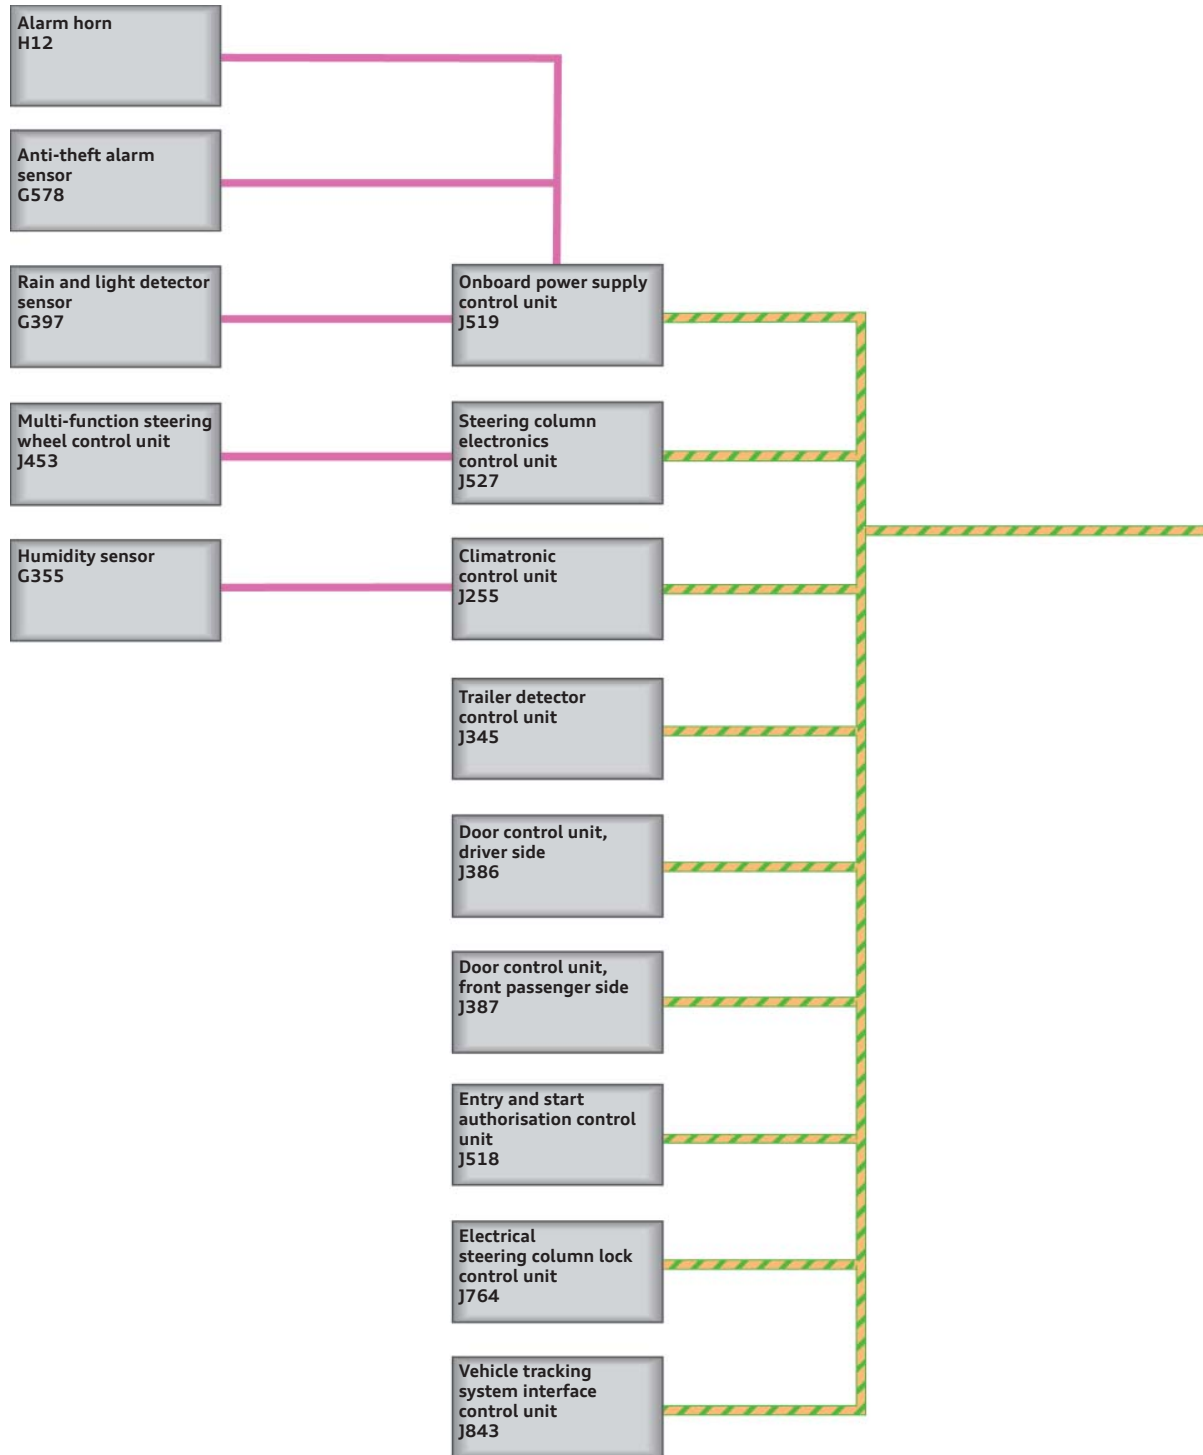 Alarm horn
H12
Anti-theft alarm
sensor
G578
Rain and light detector
sensor
G397
Onboard power supply
control unit
J519
Multi-function steering
wheel control unit
J453
Steering column
electronics
control unit
J527
Humidity sensor
G355
Climatronic
control unit
J255
Trailer detector
control unit
J345
Door control unit,
driver side
J386
Door control unit,
front passenger side
J387
Entry and start
authorisation control
unit
J518
Electrical
steering column lock
control unit
J764
Vehicle tracking
system interface
control unit
J843